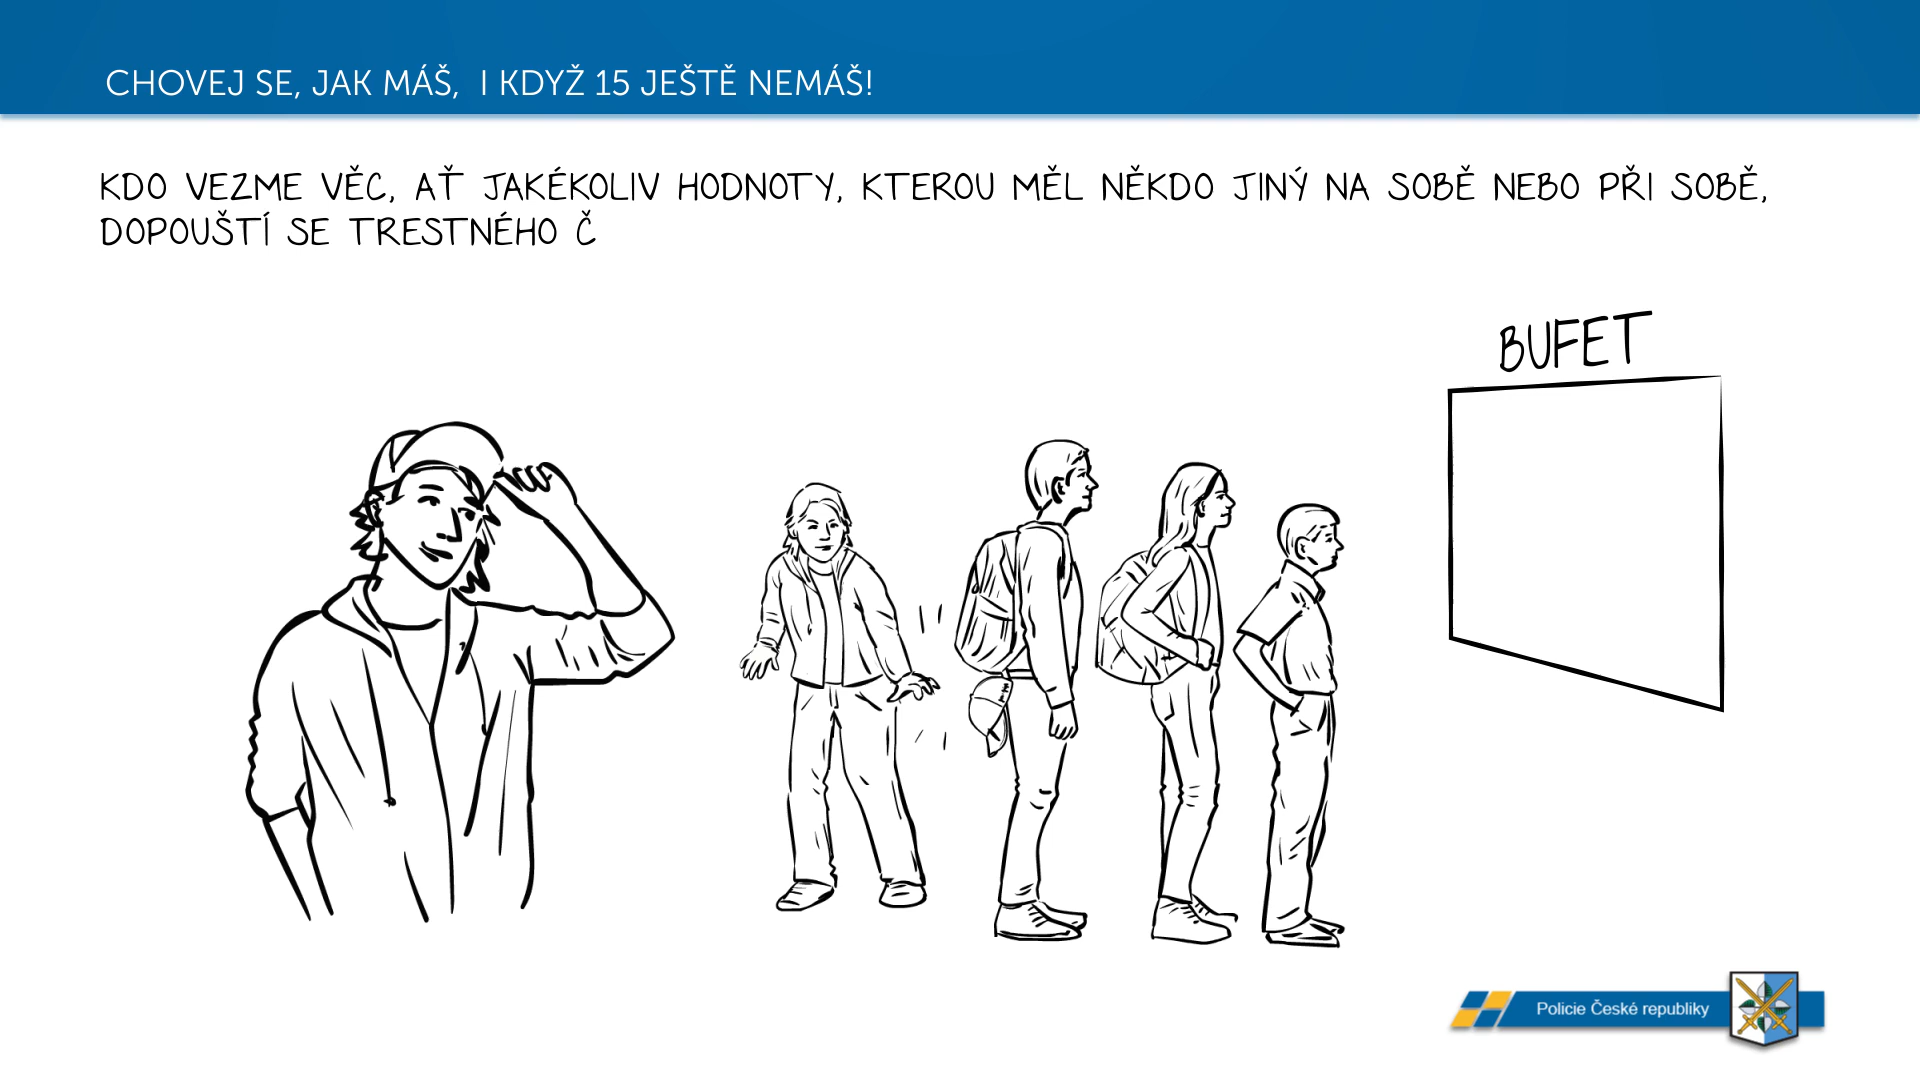 CHOVEJ SE, JAK MÁŠ, I KDYŽ 15 JEŠTĚ NEMÁŠ!
KDO VEZME VĚC, AŤ JAKÉKOLIV HODNOTY, KTEROU MĚL NĚKDO JINÝ NA SOBĚ NEBO PŘI SOBĚ,
DOPOUŠTÍ SE TRESTNÉHO Č
BUFET
Policie České republiky